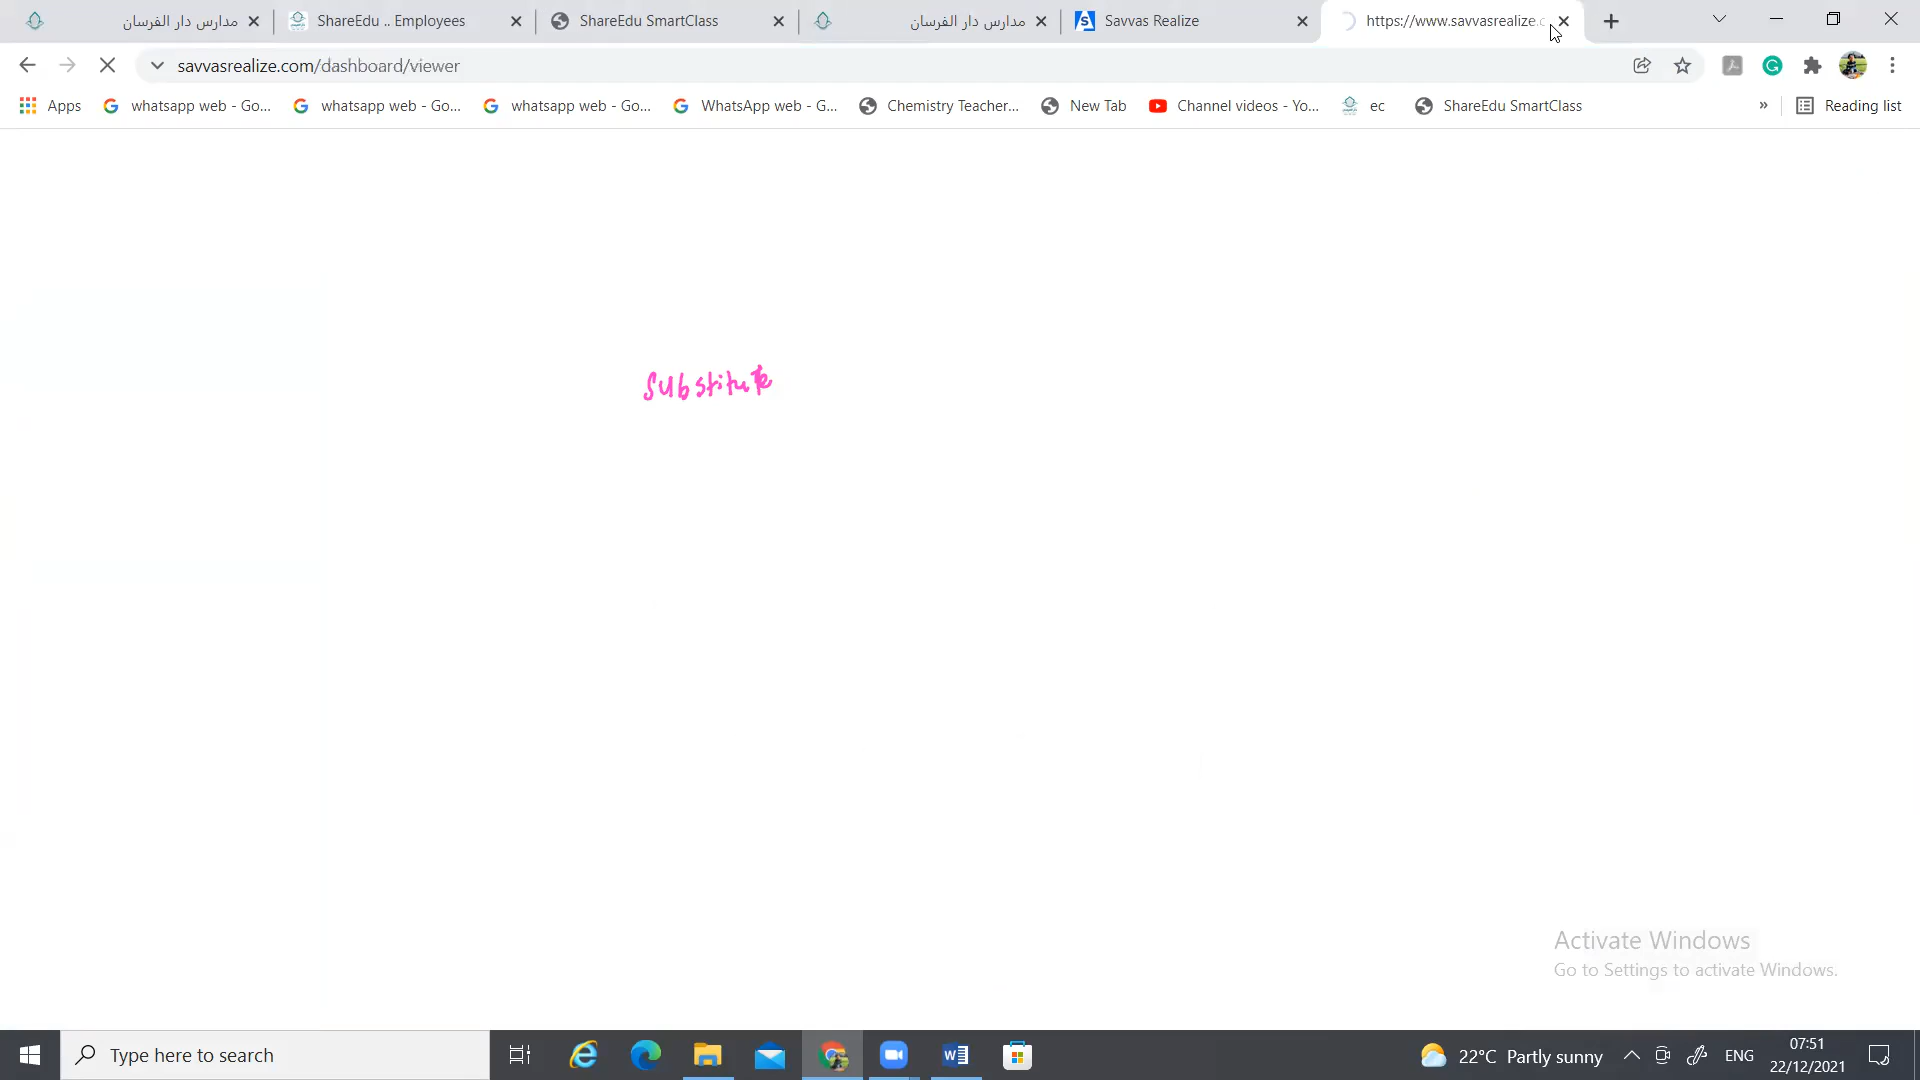 مدارس دار الفرسان
ShareEdu .. Employees
ShareEdu SmartClass
مدارس دار الفرسان
Savvas Realize
https://www.savvasrealize.c
savvasrealize.com/dashboard/viewer
Apps
whatsapp web - Go...
whatsapp web - Go...
whatsapp web - Go...
WhatsApp web - G...
Chemistry Teacher...
New Tab
Channel videos - Yo...
ec
ShareEdu SmartClass
»
Reading list
Substitute
Activate Windows
Go to Settings to activate Windows.
Type here to search
22°C Partly sunny
ENG
07:51
22/12/2021